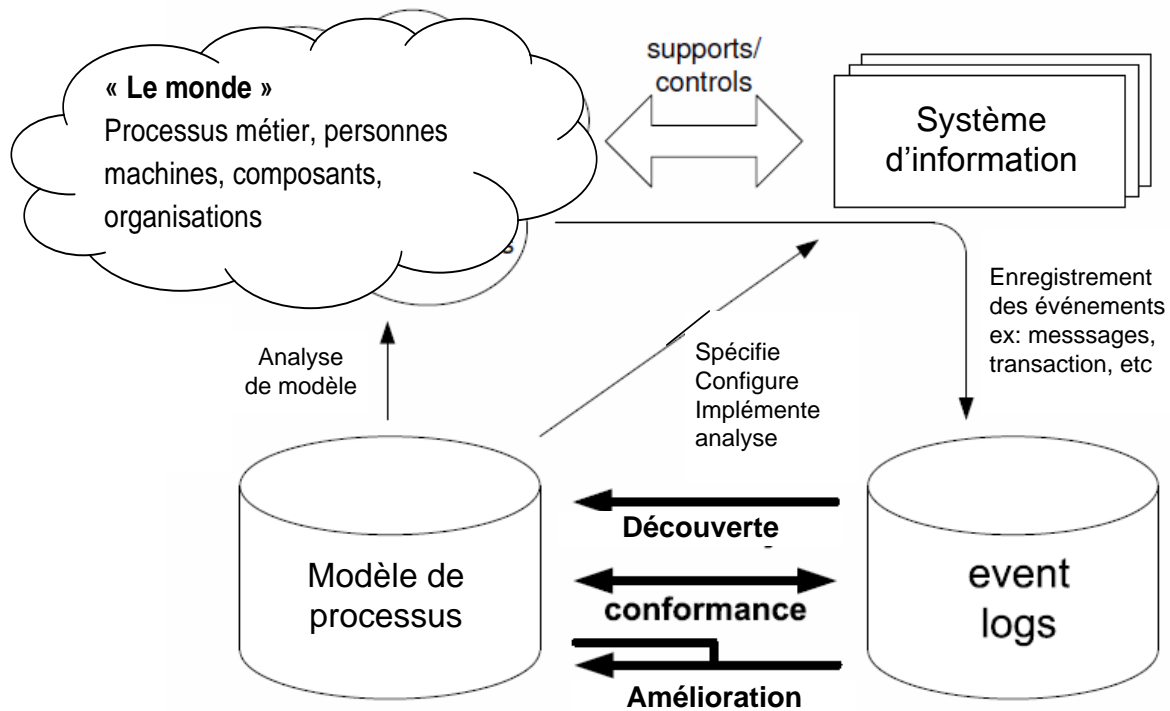 « Le monde »
Processus métier, personnes
machines, composants,
organisations
supports/
controls
Système
d'information
Enregistrement
des événements
ex: messsages,
transaction, etc
Analyse
de modèle
Spécifie
Configure
Implémente
analyse
Modèle de
processus
Découverte
conformance
Amélioration
event
logs